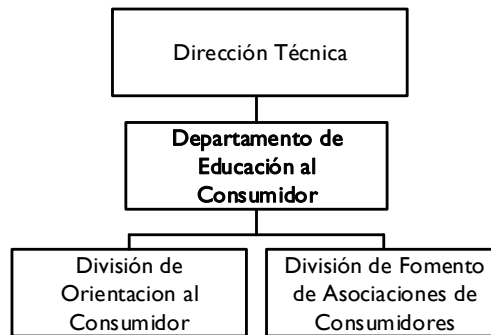 Dirección Técnica
Departamento de
Educación al
Consumidor
División de
Orientacion al
Consumidor
División de Fomento
de Asociaciones de
Consumidores